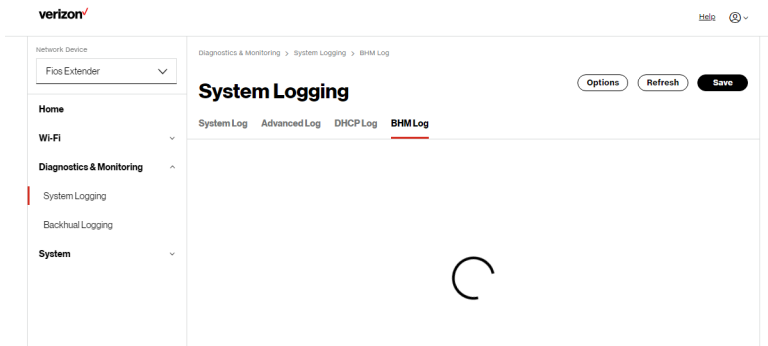 verizon
Help
Network Device
Fios Extender
Home
Wi-Fi
Diagnostics & Monitoring
System Logging
Backhual Logging
System
Diagnostics & Monitoring > System Logging > BHM Log
System Logging
Options Refresh Save
System Log Advanced Log DHCP Log BHM Log